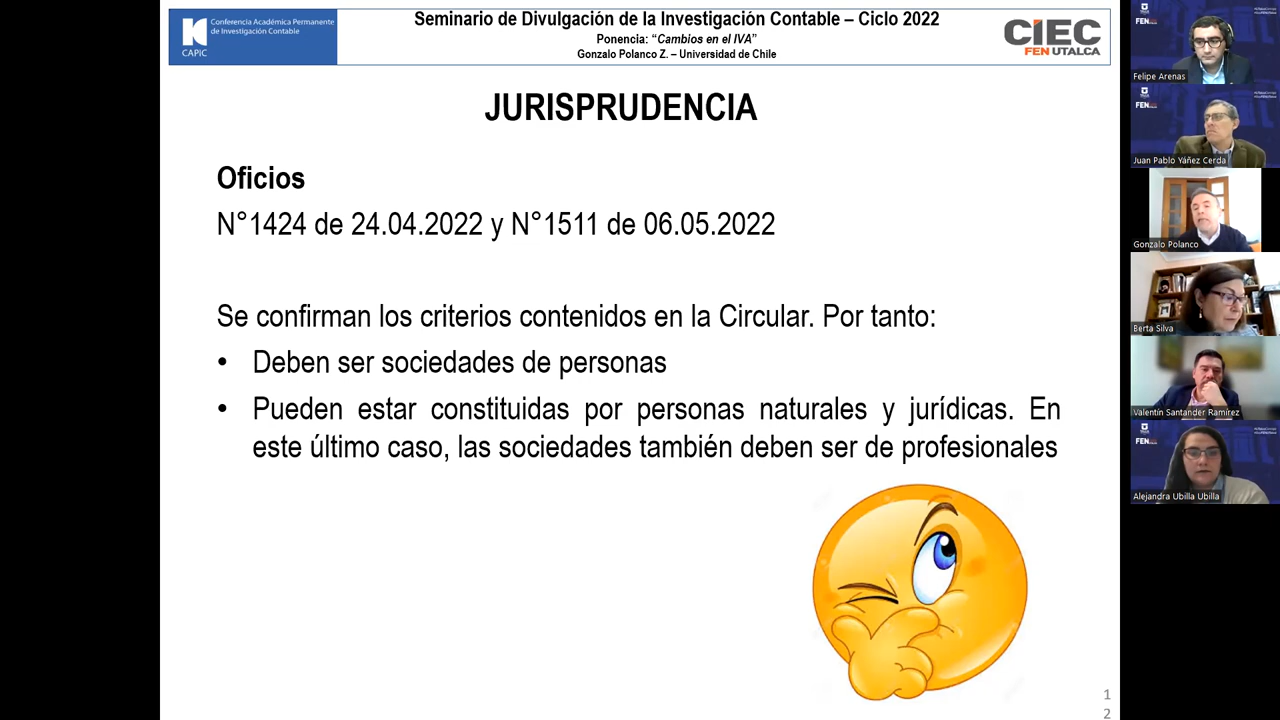 Conferencia Académica Permanente
de Investigación Contable
CAPIC
Seminario de Divulgación de la Investigación Contable – Ciclo 2022
Ponencia: “Cambios en el IVA”
Gonzalo Polanco Z. – Universidad de Chile
CIEC
FEN UTALCA
JURISPRUDENCIA
Oficios
N°1424 de 24.04.2022 y N°1511 de 06.05.2022
Se confirman los criterios contenidos en la Circular. Por tanto:
• Deben ser sociedades de personas
• Pueden estar constituidas por personas naturales y jurídicas. En
este último caso, las sociedades también deben ser de profesionales
1
2
FEN
Felipe Arenas
FEN
Juan Pablo Yáñez Cerda
Gonzalo Polanco
Berta Silva
Valentín Santander Ramírez
FEN
Alejandra Ubilla Ubilla